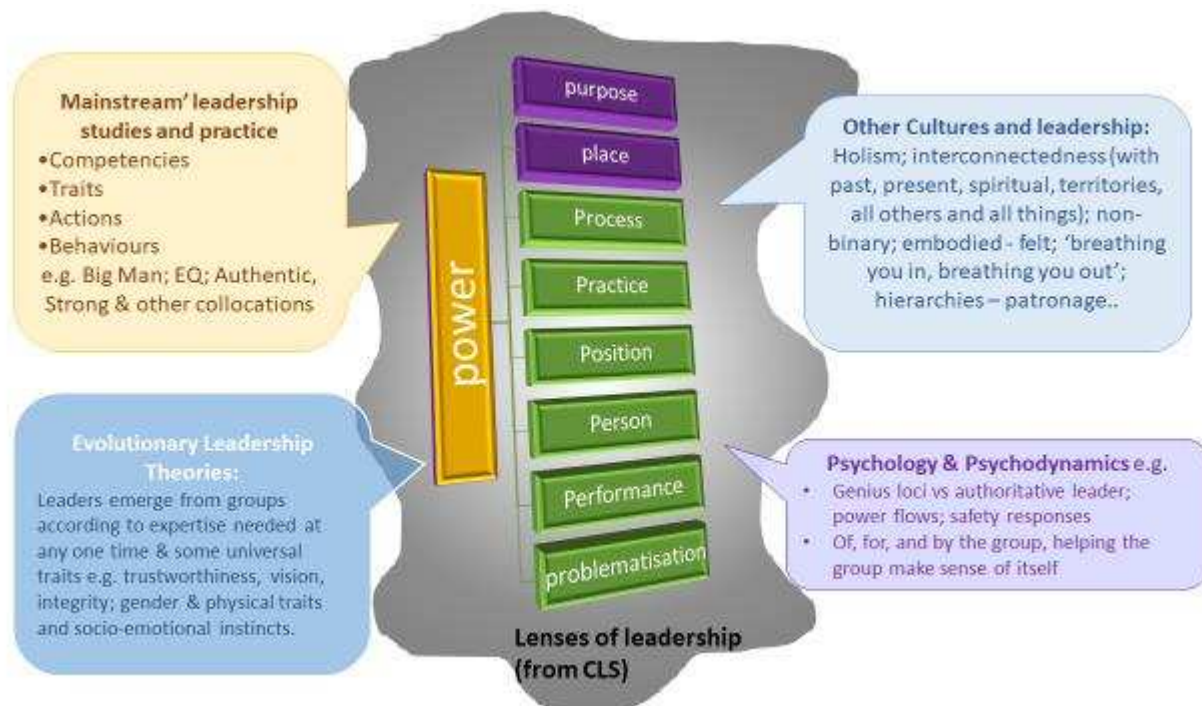 Mainstream’ leadership
studies and practice
•Competencies
•Traits
•Actions
•Behaviours
e.g. Big Man; EQ; Authentic,
Strong & other collocations
Evolutionary Leadership
Theories:
Leaders emerge from groups
according to expertise needed at
any one time & some universal
traits e.g. trustworthiness, vision,
integrity; gender & physical traits
and socio-emotional instincts.
power
purpose
place
Process
Practice
Position
Person
Performance
problematisation
Lenses of leadership
(from CLS)
Other Cultures and leadership:
Holism; interconnectedness (with
past, present, spiritual, territories,
all others and all things); non-
binary; embodied - felt; ‘breathing
you in, breathing you out’;
hierarchies – patronage..
Psychology & Psychodynamics e.g.
• Genius loci vs authoritative leader;
power flows; safety responses
• Of, for, and by the group, helping the
group make sense of itself